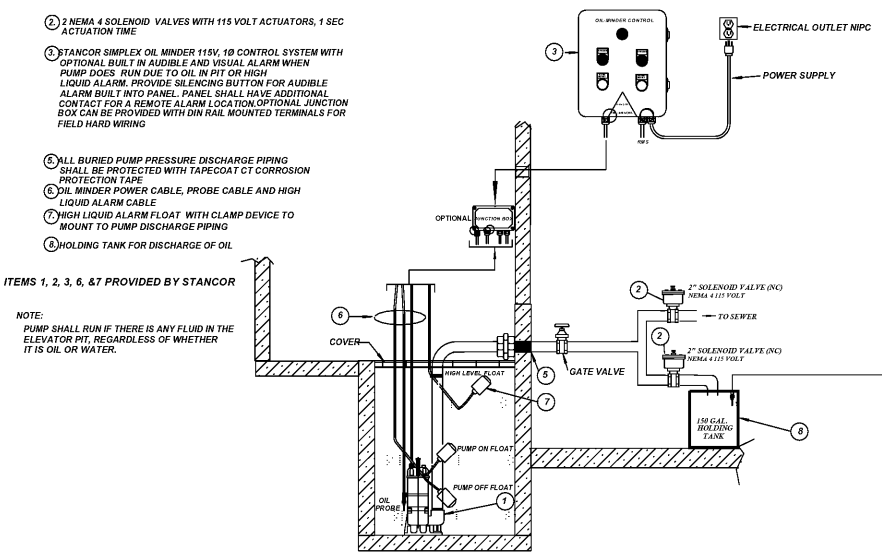 2. 2 NEMA 4 SOLENOID VALVES WITH 115 VOLT ACTUATORS, 1 SEC
ACTUATION TIME
3. STANCOR SIMPLEX OIL MINDER 115V, 1Ø CONTROL SYSTEM WITH
OPTIONAL BUILT IN AUDIBLE AND VISUAL ALARM WHEN
PUMP DOES RUN DUE TO OIL IN PIT OR HIGH
LIQUID ALARM. PROVIDE SILENCING BUTTON FOR AUDIBLE
ALARM BUILT INTO PANEL. PANEL SHALL HAVE ADDITIONAL
CONTACT FOR A REMOTE ALARM LOCATION.OPTIONAL JUNCTION
BOX CAN BE PROVIDED WITH DIN RAIL MOUNTED TERMINALS FOR
FIELD HARD WIRING
5. ALL BURIED PUMP PRESSURE DISCHARGE PIPING
SHALL BE PROTECTED WITH TAPECOAT CT CORROSION
PROTECTION TAPE
6. OIL MINDER POWER CABLE, PROBE CABLE AND HIGH
LIQUID ALARM CABLE
7. HIGH LIQUID ALARM FLOAT WITH CLAMP DEVICE TO
MOUNT TO PUMP DISCHARGE PIPING
8. HOLDING TANK FOR DISCHARGE OF OIL
ITEMS 1, 2, 3, 6, &7 PROVIDED BY STANCOR
NOTE:
PUMP SHALL RUN IF THERE IS ANY FLUID IN THE
ELEVATOR PIT, REGARDLESS OF WHETHER
IT IS OIL OR WATER.
OIL-MINDER CONTROL
3
ELECTRICAL OUTLET NIPC
POWER SUPPLY
OPTIONAL
JUNCTION BOX
6
COVER
HIGH LEVEL FLOAT
7
PUMP ON FLOAT
PUMP OFF FLOAT
OIL
PROBE
1
5
GATE VALVE
2
2" SOLENOID VALVE (NC)
NEMA 4 115 VOLT
TO SEWER
2
2" SOLENOID VALVE (NC)
NEMA 4 115 VOLT
150 GAL.
HOLDING
TANK
8